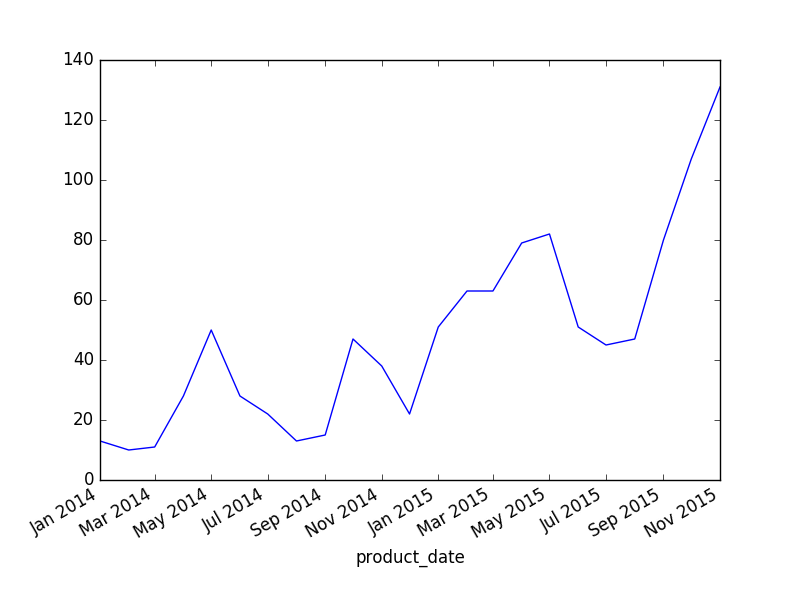 140
120
100
80
60
40
20
0
Jan 2014
Mar 2014
May 2014
Jul 2014
Sep 2014
Nov 2014
Jan 2015
Mar 2015
May 2015
Jul 2015
Sep 2015
Nov 2015
product_date